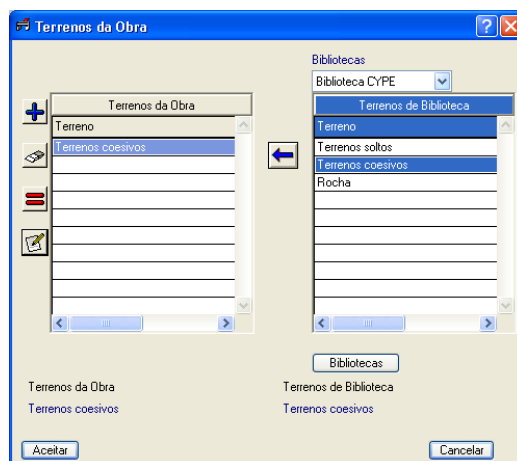 Terrenos da Obra
Bibliotecas
Biblioteca CYPE
Terrenos da Obra
Terreno
Terrenos coesivos
Terrenos de Biblioteca
Terreno
Terrenos soltos
Terrenos coesivos
Rocha
Bibliotecas
Terrenos da Obra
Terrenos de Biblioteca
Terrenos coesivos
Terrenos coesivos
Aceitar
Cancelar